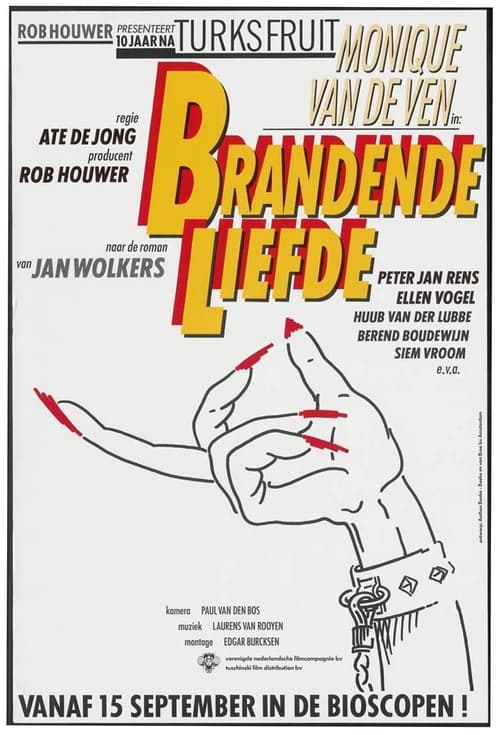 ROB HOUWER PRESENTEERT
10 JAAR NA TURKS FRUIT
MONIQUE
VAN DE VEN in:
BRANDENDE
LIEFDE
regie
ATE DE JONG
producent
ROB HOUWER
naar de roman
van JAN WOLKERS
PETER JAN RENS
ELLEN VOGEL
HUUB VAN DER LUBBE
BEREND BOUDEWIJN
SIEM VROOM
e.v.a.
kamera PAUL VAN DEN BOS
muziek LAURENS VAN ROOYEN
montage EDGAR BURCKSEN
verenigde nederlandsche filmcompagnie bv
tuschinski film distribution bv
VANAF 15 SEPTEMBER IN DE BIOSCOPEN !